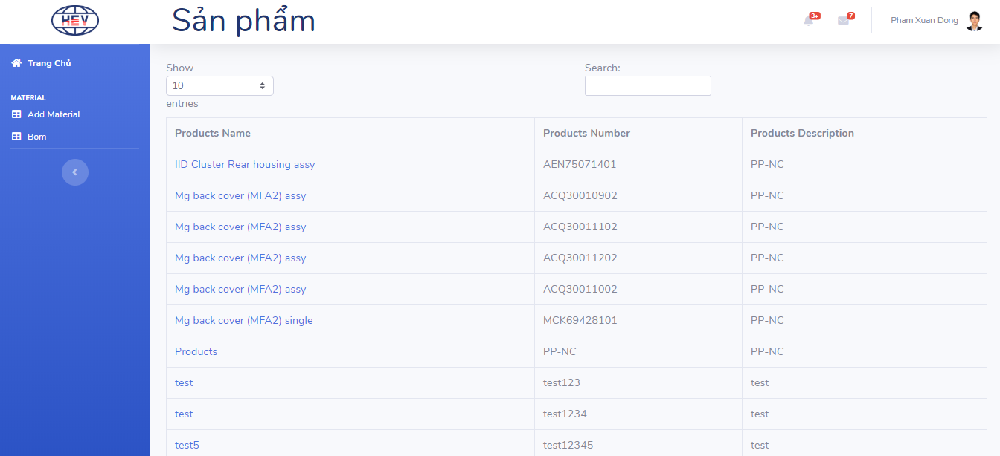 HEV
Sản phẩm
3+
7
Pham Xuan Dong
Trang Chủ
MATERIAL
Add Material
Bom
Show
10
entries
Search:
Products Name Products Number Products Description
IID Cluster Rear housing assy AEN75071401 PP-NC
Mg back cover (MFA2) assy ACQ30010902 PP-NC
Mg back cover (MFA2) assy ACQ30011102 PP-NC
Mg back cover (MFA2) assy ACQ30011202 PP-NC
Mg back cover (MFA2) assy ACQ30011002 PP-NC
Mg back cover (MFA2) single MCK69428101 PP-NC
Products PP-NC PP-NC
test test123 test
test test1234 test
test5 test12345 test